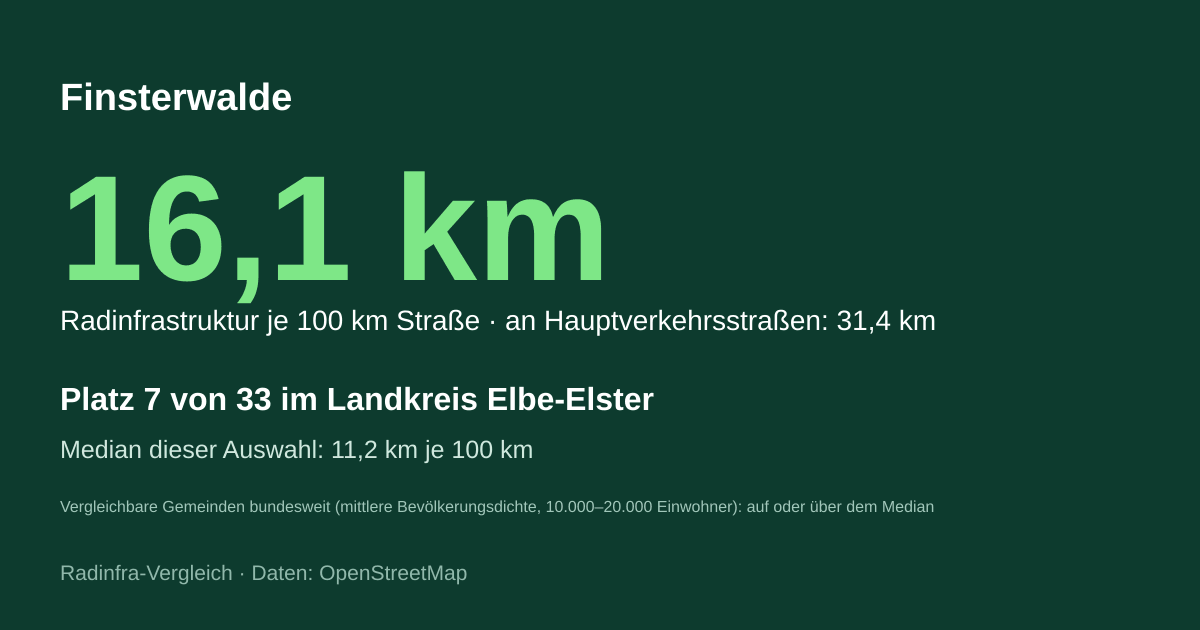 Finsterwalde
16,1 km
Radinfrastruktur je 100 km Straße · an Hauptverkehrsstraßen: 31,4 km
Platz 7 von 33 im Landkreis Elbe-Elster
Median dieser Auswahl: 11,2 km je 100 km
Vergleichbare Gemeinden bundesweit (mittlere Bevölkerungsdichte, 10.000–20.000 Einwohner): auf oder über dem Median
Radinfra-Vergleich · Daten: OpenStreetMap